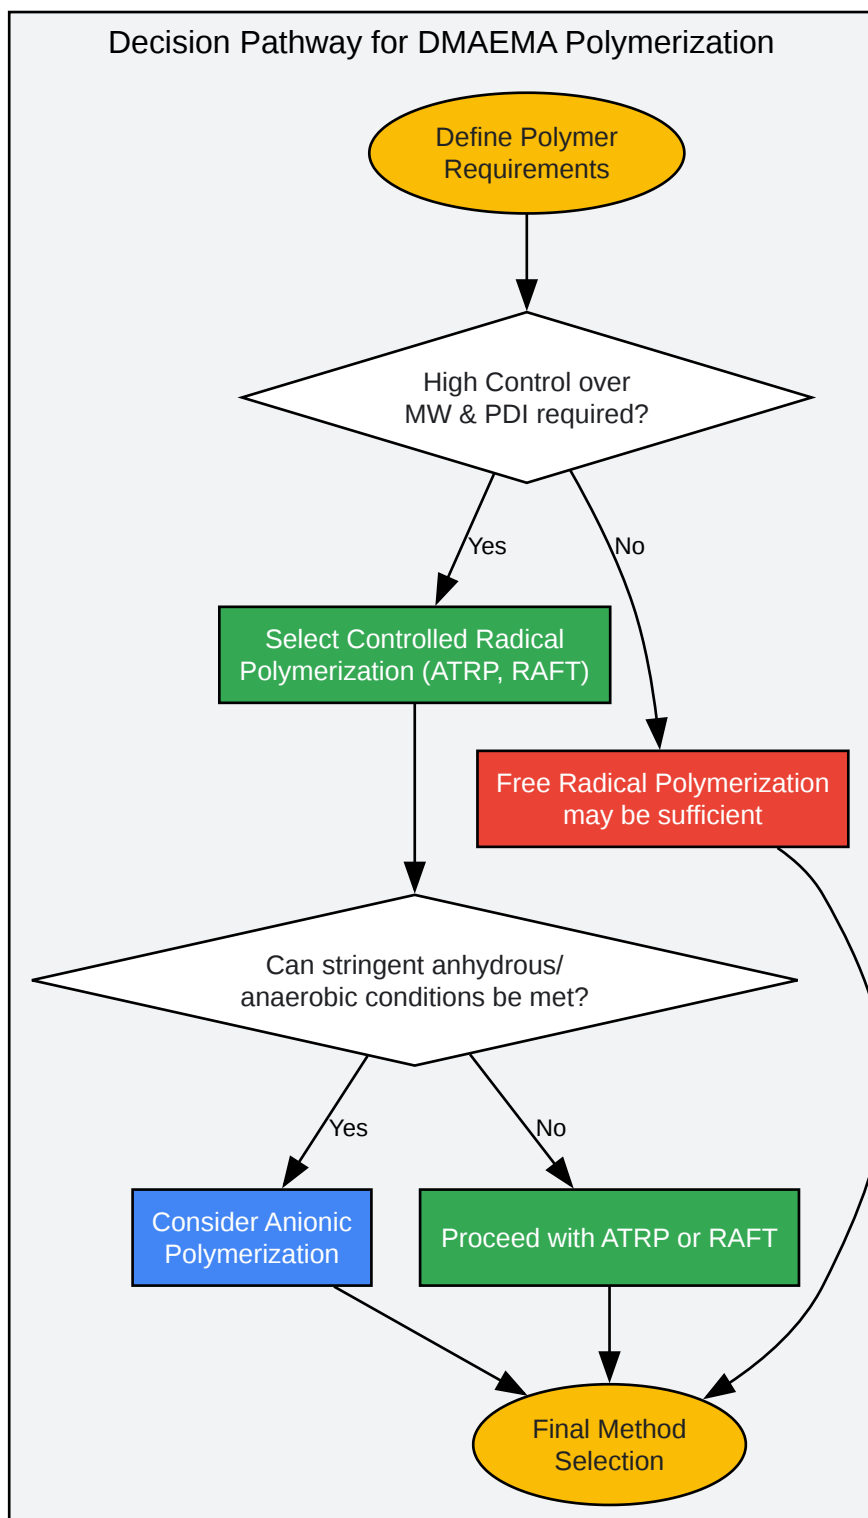 Decision Pathway for DMAEMA Polymerization
Define Polymer
Requirements
High Control over
MW & PDI required?
Yes
No
Select Controlled Radical
Polymerization (ATRP, RAFT)
Free Radical Polymerization
may be sufficient
Can stringent anhydrous/
anaerobic conditions be met?
Yes
No
Consider Anionic
Polymerization
Proceed with ATRP or RAFT
Final Method
Selection